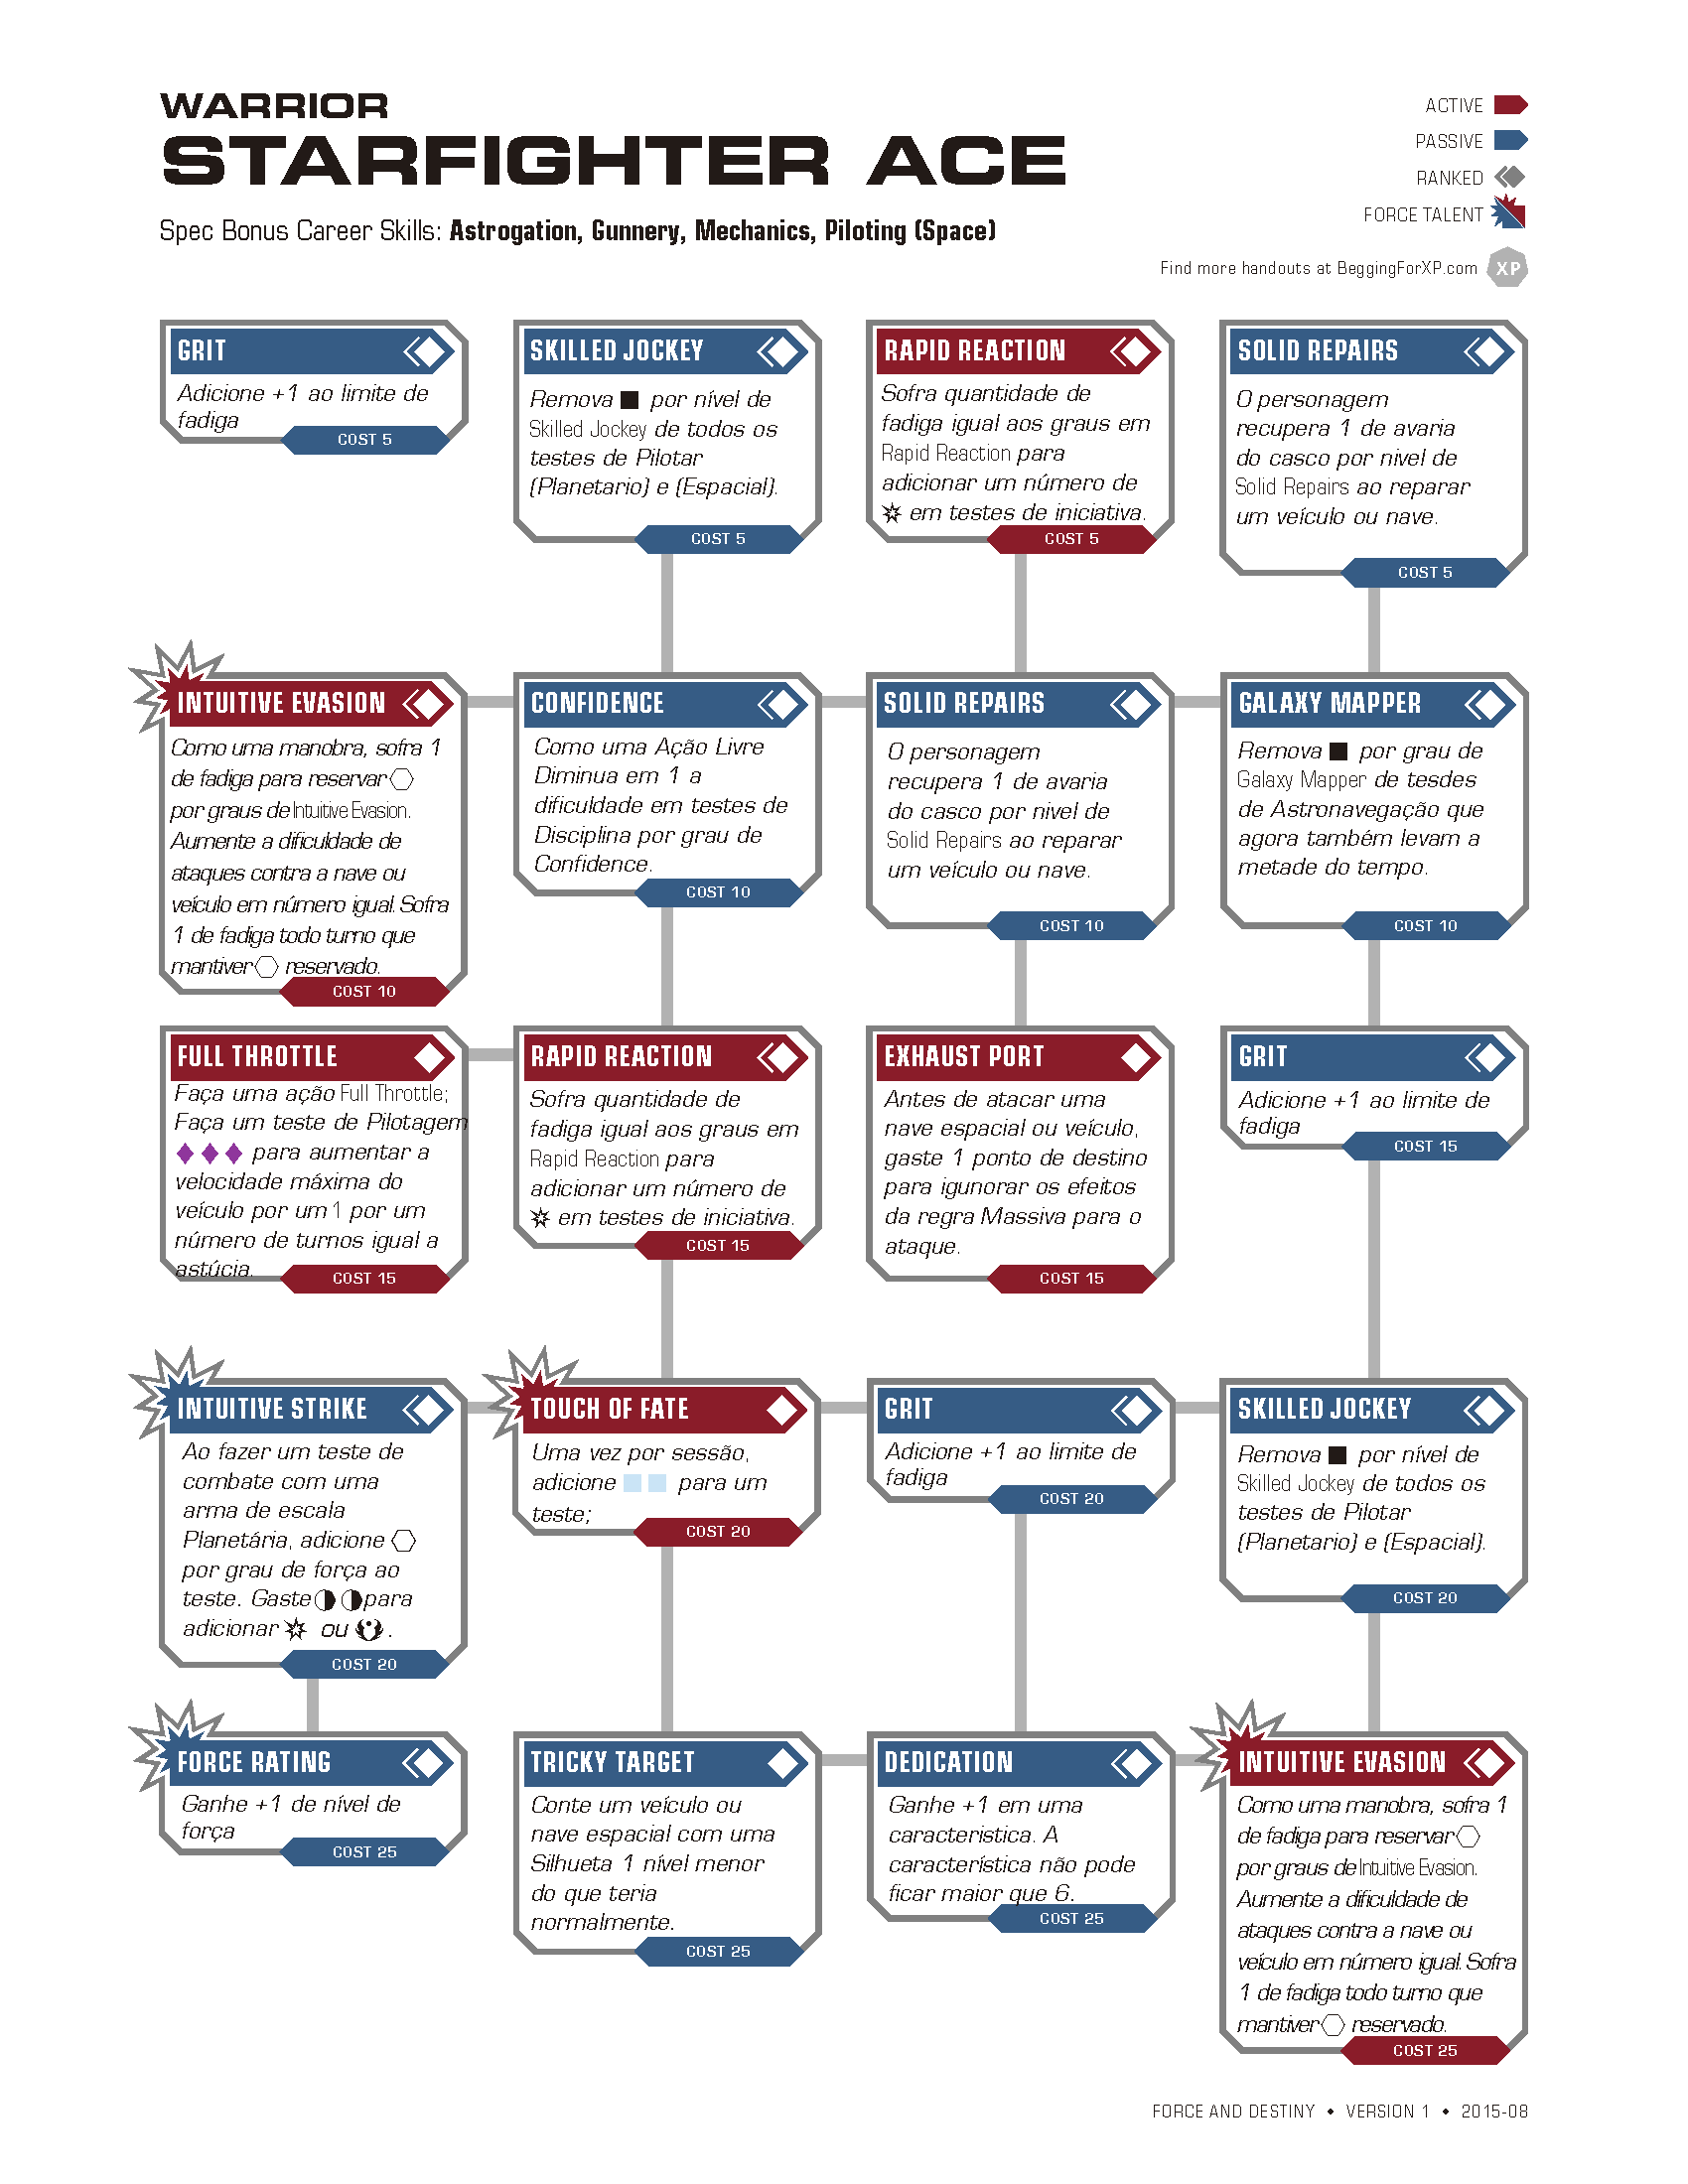 WARRIOR
STARFIGHTER ACE
Spec Bonus Career Skills: Astrogation, Gunnery, Mechanics, Piloting (Space)
ACTIVE
PASSIVE
RANKED
FORCE TALENT
Find more handouts at BeggingForXP.com
XP
GRIT
Adicione +1 ao limite de
fadiga
COST 5
SKILLED JOCKEY
Remova por nível de
Skilled Jockey de todos os
testes de Pilotar
(Planetario) e (Espacial).
COST 5
RAPID REACTION
Sofra quantidade de
fadiga igual aos graus em
Rapid Reaction para
adicionar um número de
em testes de iniciativa.
COST 5
SOLID REPAIRS
O personagem
recupera 1 de avaria
do casco por nivel de
Solid Repairs ao reparar
um veículo ou nave.
COST 5
INTUITIVE EVASION
Como uma manobra, sofra 1
de fadiga para reservar
por graus de Intuitive Evasion.
Aumente a dificuldade de
ataques contra a nave ou
veículo em número igual. Sofra
1 de fadiga todo turno que
mantiver reservado.
COST 10
CONFIDENCE
Como uma Ação Livre
Diminua em 1 a
dificuldade em testes de
Disciplina por grau de
Confidence.
COST 10
SOLID REPAIRS
O personagem
recupera 1 de avaria
do casco por nivel de
Solid Repairs ao reparar
um veículo ou nave.
COST 10
GALAXY MAPPER
Remova por grau de
Galaxy Mapper de tesdes
de Astronavegação que
agora também levam a
metade do tempo.
COST 10
FULL THROTTLE
Faça uma ação Full Throttle;
Faça um teste de Pilotagem
para aumentar a
velocidade máxima do
veículo por um 1 por um
número de turnos igual a
astúcia.
COST 15
RAPID REACTION
Sofra quantidade de
fadiga igual aos graus em
Rapid Reaction para
adicionar um número de
em testes de iniciativa.
COST 15
EXHAUST PORT
Antes de atacar uma
nave espacial ou veículo,
gaste 1 ponto de destino
para igunorar os efeitos
da regra Massiva para o
ataque.
COST 15
GRIT
Adicione +1 ao limite de
fadiga
COST 15
INTUITIVE STRIKE
Ao fazer um teste de
combate com uma
arma de escala
Planetária, adicione
por grau de força ao
teste. Gaste para
adicionar ou .
COST 20
TOUCH OF FATE
Uma vez por sessão,
adicione para um
teste;
COST 20
GRIT
Adicione +1 ao limite de
fadiga
COST 20
SKILLED JOCKEY
Remova por nível de
Skilled Jockey de todos os
testes de Pilotar
(Planetario) e (Espacial).
COST 20
FORCE RATING
Ganhe +1 de nível de
força
COST 25
TRICKY TARGET
Conte um veículo ou
nave espacial com uma
Silhueta 1 nível menor
do que teria
normalmente.
COST 25
DEDICATION
Ganhe +1 em uma
caracteristica. A
característica não pode
ficar maior que 6.
COST 25
INTUITIVE EVASION
Como uma manobra, sofra 1
de fadiga para reservar
por graus de Intuitive Evasion.
Aumente a dificuldade de
ataques contra a nave ou
veículo em número igual. Sofra
1 de fadiga todo turno que
mantiver reservado.
COST 25
FORCE AND DESTINY • VERSION 1 • 2015-08